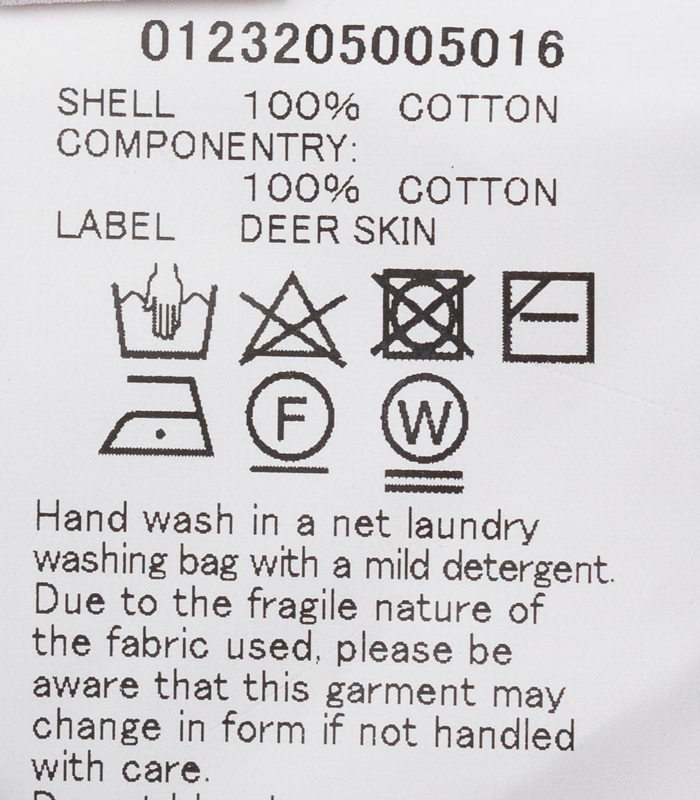 0123205005016
SHELL 100% COTTON
COMPONENTRY:
100% COTTON
LABEL DEER SKIN
F W
Hand wash in a net laundry
washing bag with a mild detergent.
Due to the fragile nature of
the fabric used, please be
aware that this garment may
change in form if not handled
with care.